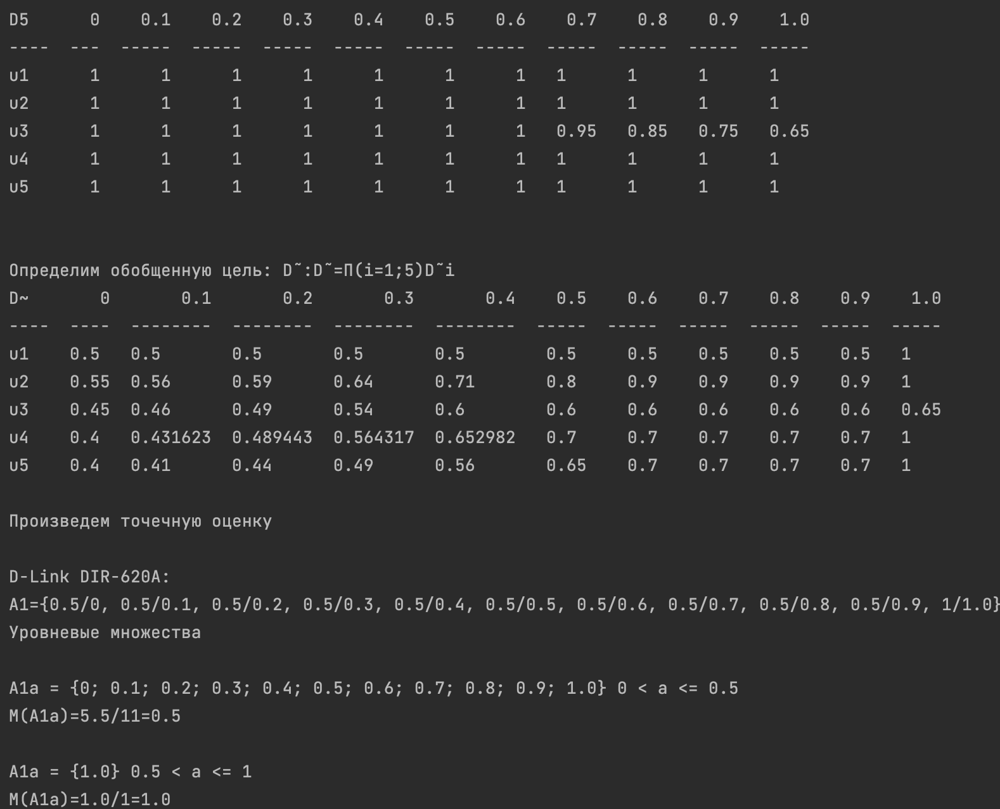 D5      0    0.1    0.2    0.3    0.4    0.5    0.6    0.7    0.8    0.9    1.0
----  ---  -----  -----  -----  -----  -----  -----  -----  -----  -----  -----
u1      1      1      1      1      1      1      1   1      1      1      1
u2      1      1      1      1      1      1      1   1      1      1      1
u3      1      1      1      1      1      1      1   0.95   0.85   0.75   0.65
u4      1      1      1      1      1      1      1   1      1      1      1
u5      1      1      1      1      1      1      1   1      1      1      1
Определим обобщенную цель: D˜:D˜=П(i=1;5)D˜i
D~       0       0.1       0.2       0.3       0.4    0.5    0.6    0.7    0.8    0.9    1.0
----  ----  --------  --------  --------  --------  -----  -----  -----  -----  -----  -----
u1    0.5   0.5       0.5       0.5       0.5        0.5     0.5    0.5    0.5    0.5   1
u2    0.55  0.56      0.59      0.64      0.71       0.8     0.9    0.9    0.9    0.9   1
u3    0.45  0.46      0.49      0.54      0.6        0.6     0.6    0.6    0.6    0.6   0.65
u4    0.4   0.431623  0.489443  0.564317  0.652982   0.7     0.7    0.7    0.7    0.7   1
u5    0.4   0.41      0.44      0.49      0.56       0.65    0.7    0.7    0.7    0.7   1
Произведем точечную оценку
D-Link DIR-620A:
A1={0.5/0, 0.5/0.1, 0.5/0.2, 0.5/0.3, 0.5/0.4, 0.5/0.5, 0.5/0.6, 0.5/0.7, 0.5/0.8, 0.5/0.9, 1/1.0}
Уровневые множества
A1a = {0; 0.1; 0.2; 0.3; 0.4; 0.5; 0.6; 0.7; 0.8; 0.9; 1.0} 0 < a <= 0.5
M(A1a)=5.5/11=0.5
A1a = {1.0} 0.5 < a <= 1
M(A1a)=1.0/1=1.0